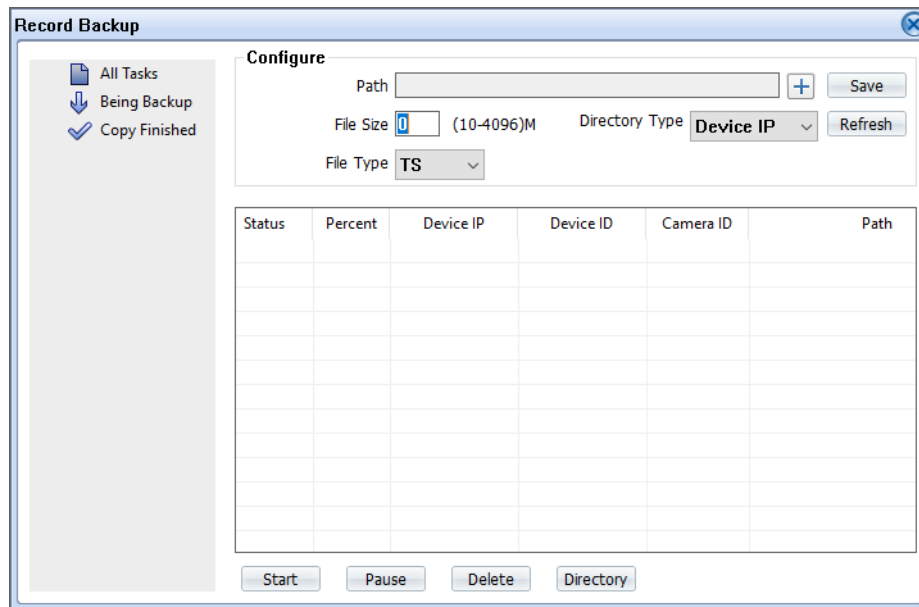 Record Backup
All Tasks
Being Backup
Copy Finished
Configure
Path
Save
File Size 0 (10-4096)M Directory Type Device IP Refresh
File Type TS
Status Percent Device IP Device ID Camera ID Path
Start Pause Delete Directory